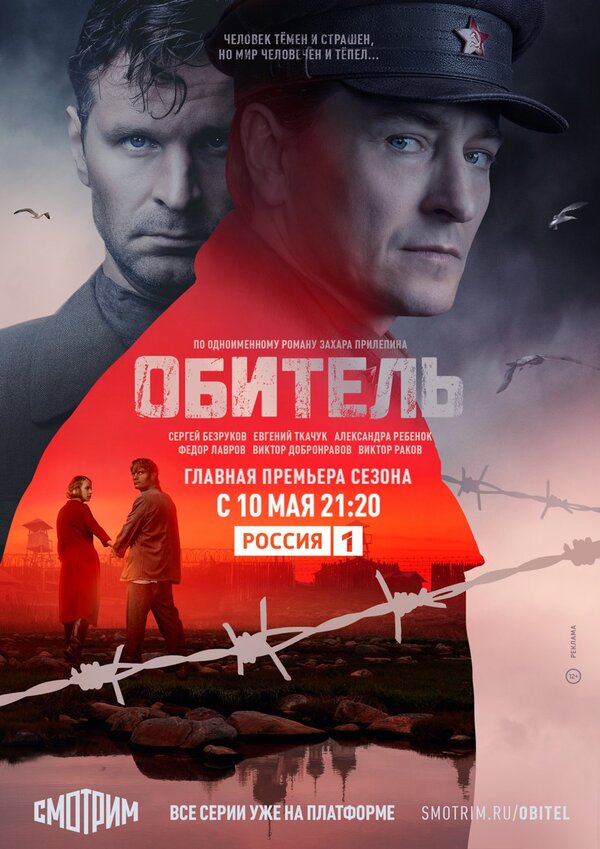 ЧЕЛОВЕК ТЁМЕН И СТРАШЕН,
НО МИР ЧЕЛОВЕЧЕН И ТЁПЕЛ...
ПО ОДНОИМЕННОМУ РОМАНУ ЗАХАРА ПРИЛЕПИНА
ОБИТЕЛЬ
СЕРГЕЙ БЕЗРУКОВ ЕВГЕНИЙ ТКАЧУК АЛЕКСАНДРА РЕБЕНОК
ФЕДОР ЛАВРОВ ВИКТОР ДОБРОНРАВОВ ВИКТОР РАКОВ
ГЛАВНАЯ ПРЕМЬЕРА СЕЗОНА
С 10 МАЯ 21:20
РОССИЯ 1
РЕКЛАМА
12+
СМОТРИМ
ВСЕ СЕРИИ УЖЕ НА ПЛАТФОРМЕ
SMOTRIM.RU/OBITEL